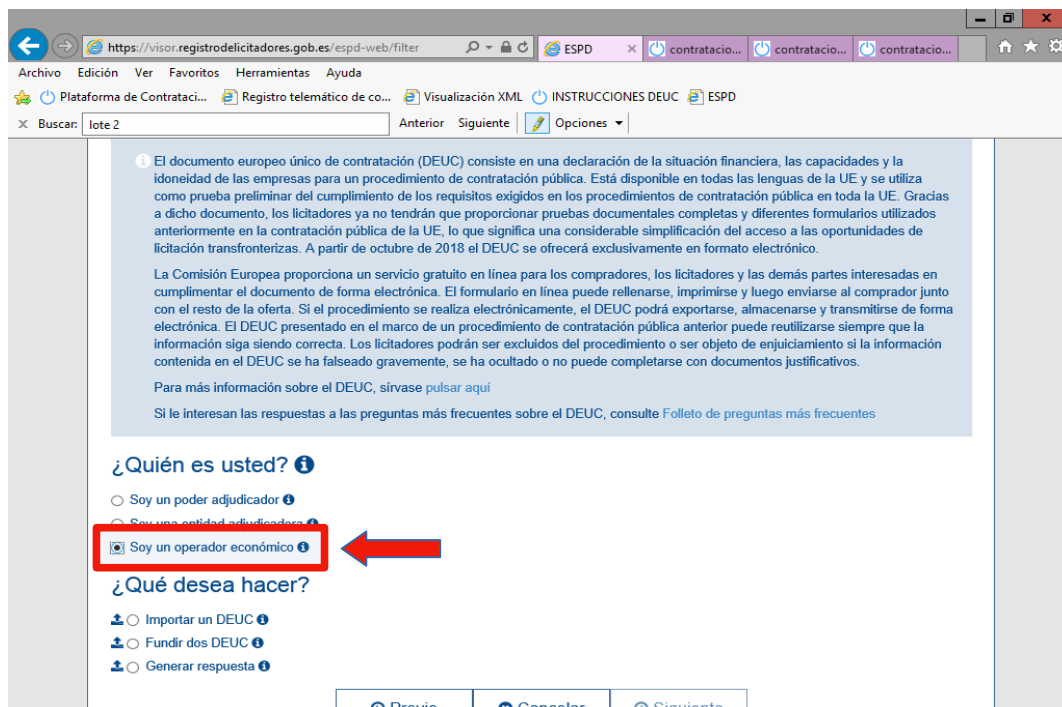 https://visor.registrodelicitadores.gob.es/espd-web/filter
ESPD
contratacio...
contratacio...
contratacio...
Archivo Edición Ver Favoritos Herramientas Ayuda
Plataforma de Contrataci... Registro telemático de co... Visualización XML INSTRUCCIONES DEUC ESPD
Buscar: lote 2 Anterior Siguiente Opciones
El documento europeo único de contratación (DEUC) consiste en una declaración de la situación financiera, las capacidades y la
idoneidad de las empresas para un procedimiento de contratación pública. Está disponible en todas las lenguas de la UE y se utiliza
como prueba preliminar del cumplimiento de los requisitos exigidos en los procedimientos de contratación pública en toda la UE. Gracias
a dicho documento, los licitadores ya no tendrán que proporcionar pruebas documentales completas y diferentes formularios utilizados
anteriormente en la contratación pública de la UE, lo que significa una considerable simplificación del acceso a las oportunidades de
licitación transfronterizas. A partir de octubre de 2018 el DEUC se ofrecerá exclusivamente en formato electrónico.
La Comisión Europea proporciona un servicio gratuito en línea para los compradores, los licitadores y las demás partes interesadas en
cumplimentar el documento de forma electrónica. El formulario en línea puede rellenarse, imprimirse y luego enviarse al comprador junto
con el resto de la oferta. Si el procedimiento se realiza electrónicamente, el DEUC podrá exportarse, almacenarse y transmitirse de forma
electrónica. El DEUC presentado en el marco de un procedimiento de contratación pública anterior puede reutilizarse siempre que la
información siga siendo correcta. Los licitadores podrán ser excluidos del procedimiento o ser objeto de enjuiciamiento si la información
contenida en el DEUC se ha falseado gravemente, se ha ocultado o no puede completarse con documentos justificativos.
Para más información sobre el DEUC, sírvase pulsar aquí
Si le interesan las respuestas a las preguntas más frecuentes sobre el DEUC, consulte Folleto de preguntas más frecuentes
¿Quién es usted?
Soy un poder adjudicador
Soy una entidad adjudicadora
Soy un operador económico
¿Qué desea hacer?
Importar un DEUC
Fundir dos DEUC
Generar respuesta
Previo Cancelar Siguiente